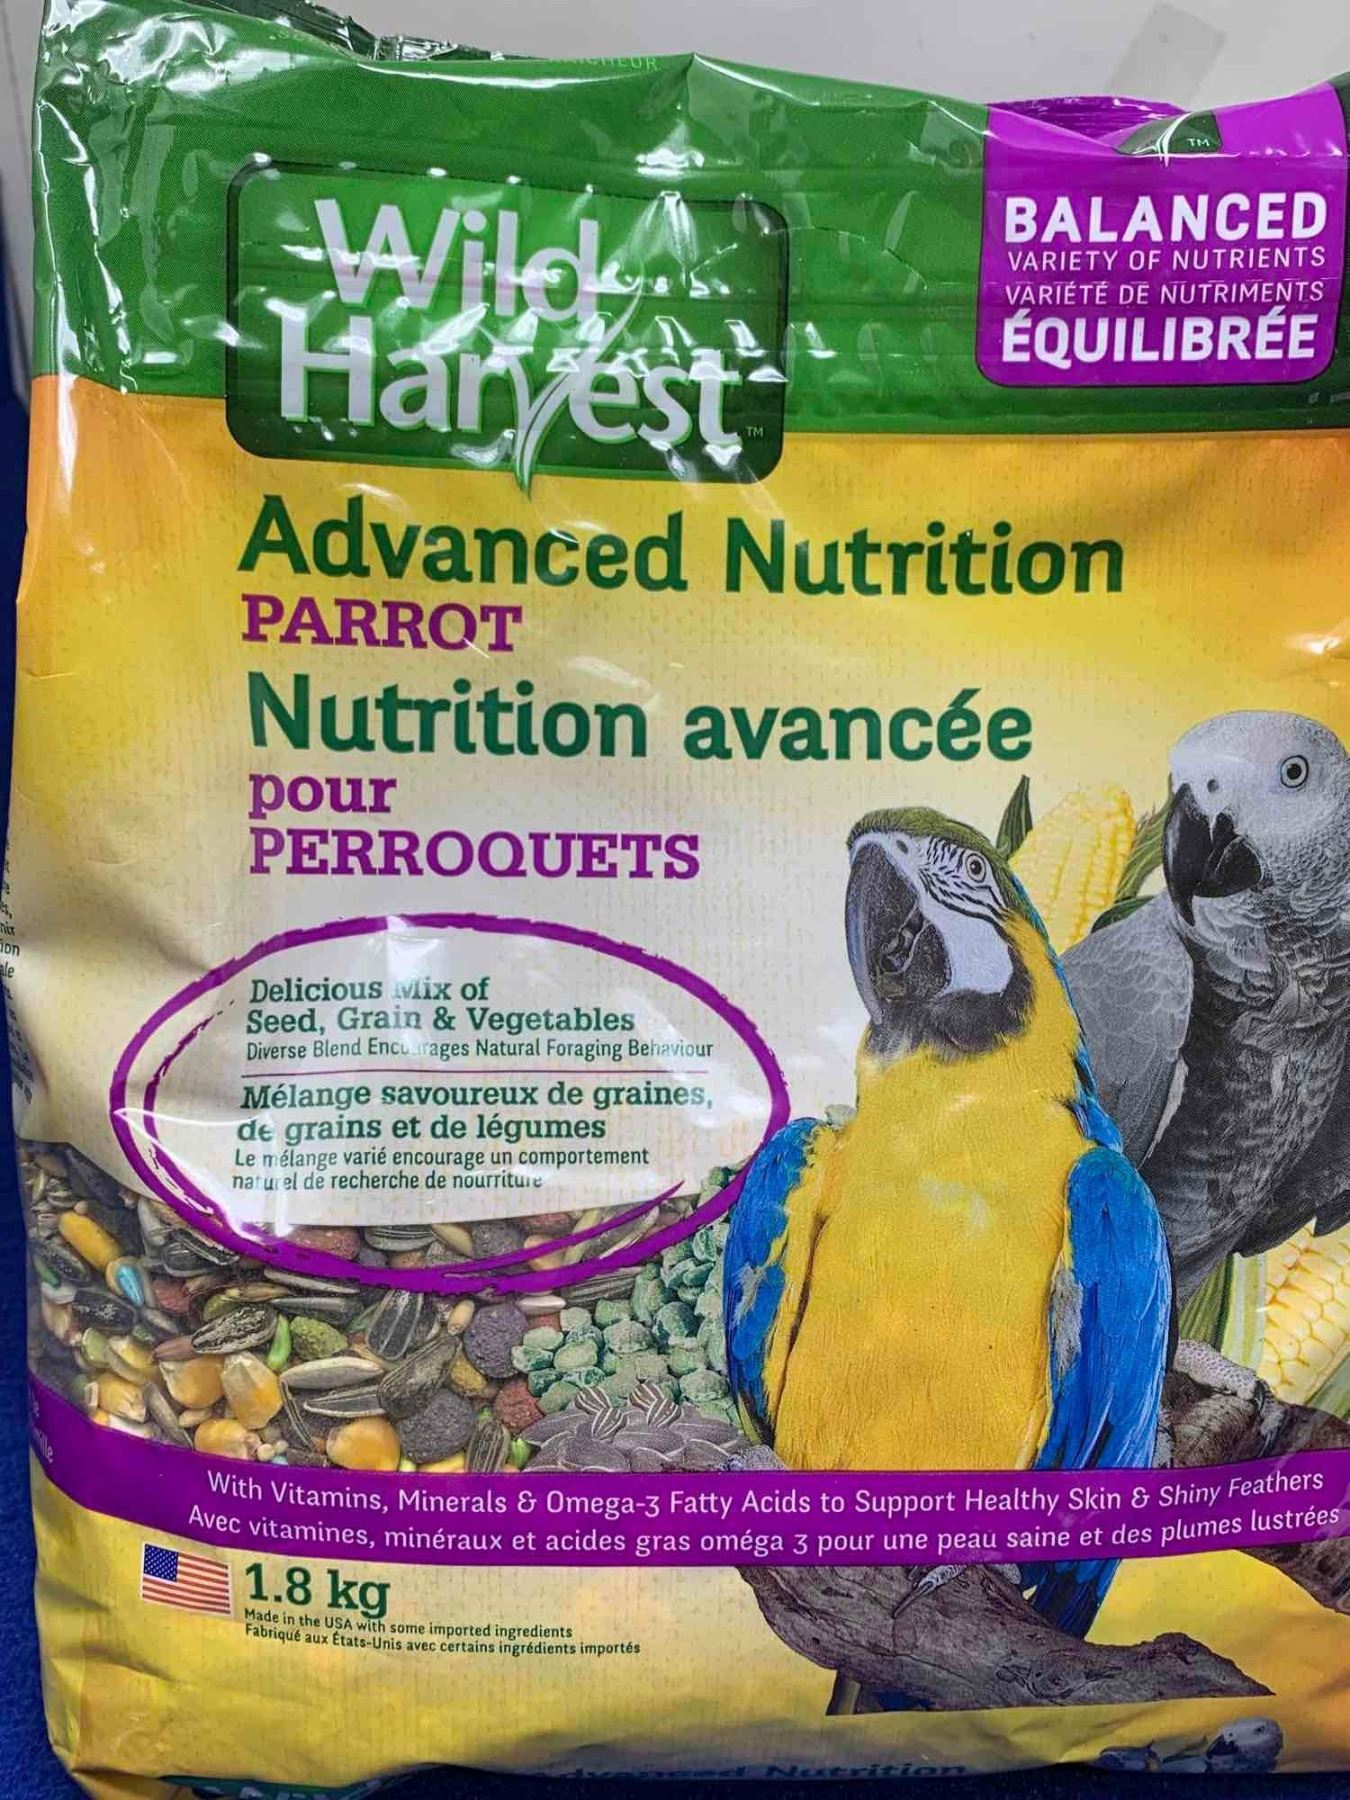 Wild
Harvest™
™
BALANCED
VARIETY OF NUTRIENTS
VARIÉTÉ DE NUTRIMENTS
ÉQUILIBRÉE
Advanced Nutrition
PARROT
Nutrition avancée
pour
PERROQUETS
Delicious Mix of
Seed, Grain & Vegetables
Diverse Blend Encourages Natural Foraging Behaviour
Mélange savoureux de graines,
de grains et de légumes
Le mélange varié encourage un comportement
naturel de recherche de nourriture
With Vitamins, Minerals & Omega-3 Fatty Acids to Support Healthy Skin & Shiny Feathers
Avec vitamines, minéraux et acides gras oméga 3 pour une peau saine et des plumes lustrées
1.8 kg
Made in the USA with some imported ingredients
Fabriqué aux États-Unis avec certains ingrédients importés
Advanced Nutrition